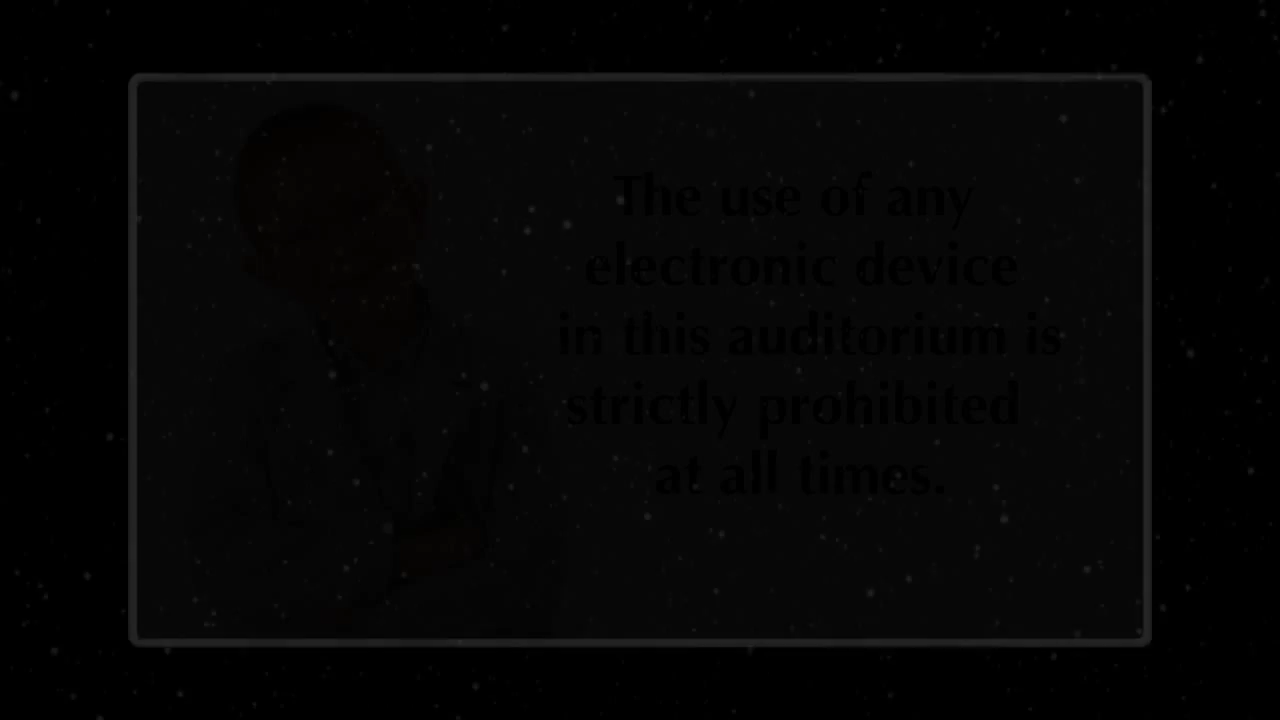 The use of any
electronic device
in this auditorium is
strictly prohibited
at all times.